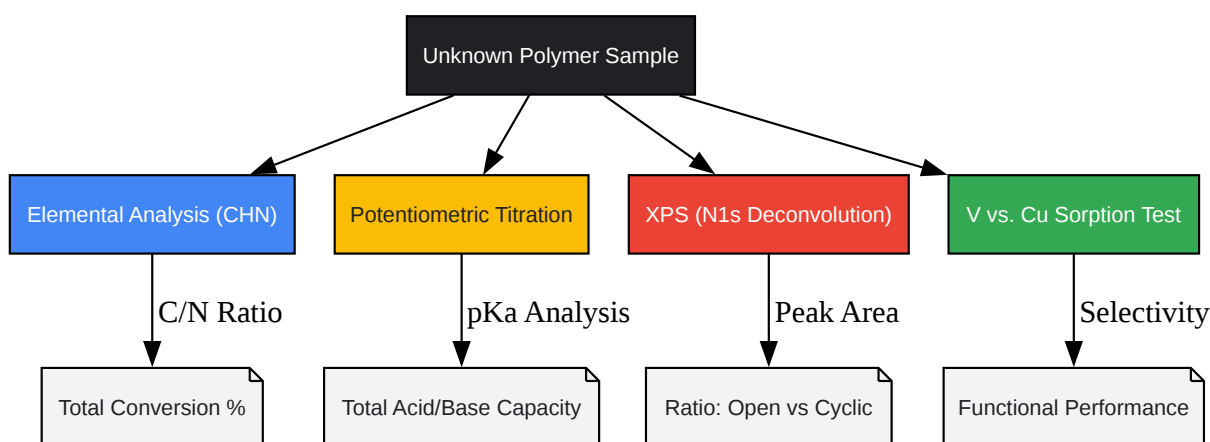 Unknown Polymer Sample
Elemental Analysis (CHN)
Potentiometric Titration
XPS (N1s Deconvolution)
V vs. Cu Sorption Test
C/N Ratio
pKa Analysis
Peak Area
Selectivity
Total Conversion %
Total Acid/Base Capacity
Ratio: Open vs Cyclic
Functional Performance